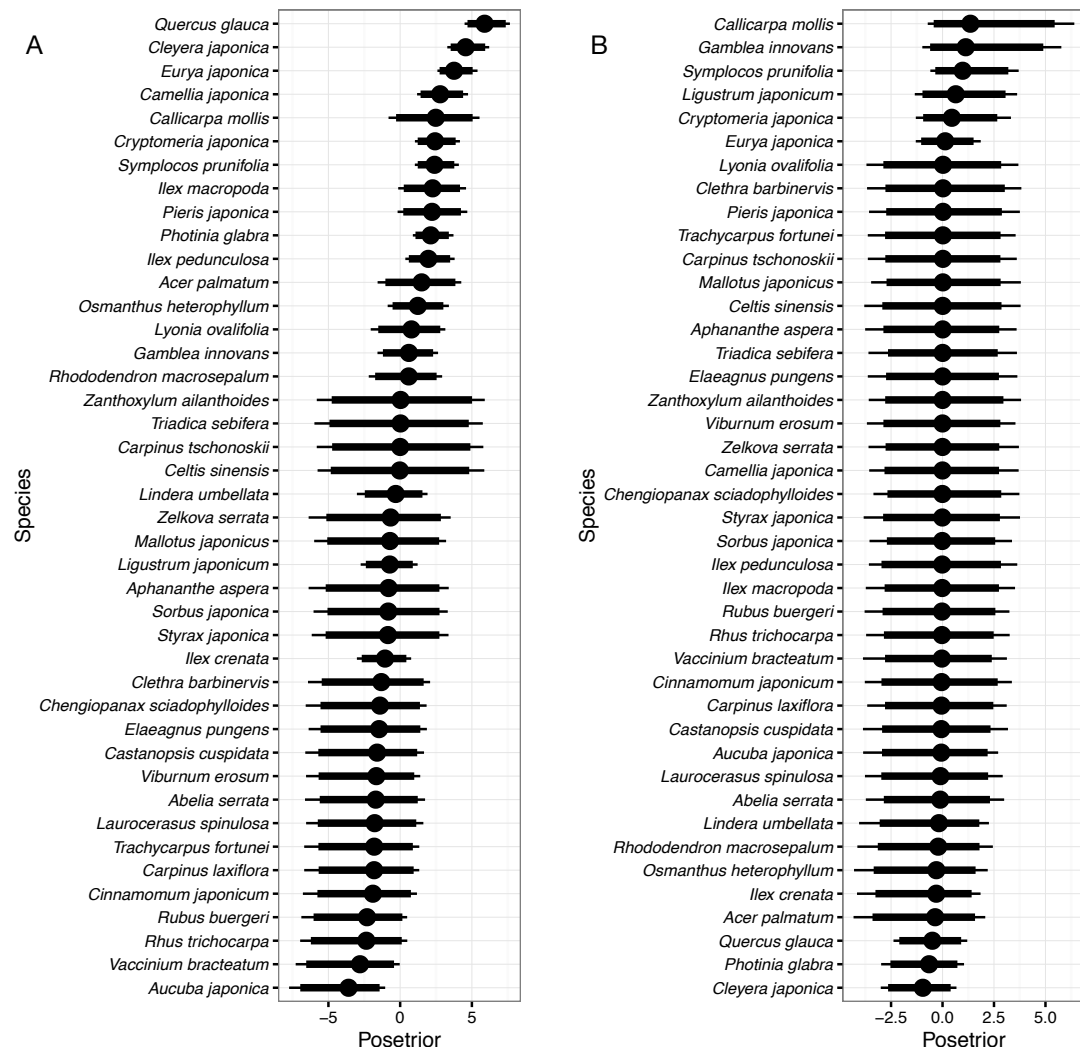 A
Quercus glauca
Cleyera japonica
Eurya japonica
Camellia japonica
Callicarpa mollis
Cryptomeria japonica
Symplocos prunifolia
Ilex macropoda
Pieris japonica
Photinia glabra
Ilex pedunculosa
Acer palmatum
Osmanthus heterophyllum
Lyonia ovalifolia
Gamblea innovans
Rhododendron macrosepalum
Zanthoxylum ailanthoides
Triadica sebifera
Carpinus tschonoskii
Celtis sinensis
Lindera umbellata
Zelkova serrata
Mallotus japonicus
Ligustrum japonicum
Aphananthe aspera
Sorbus japonica
Styrax japonica
Ilex crenata
Clethra barbinervis
Chengiopanax sciadophylloides
Elaeagnus pungens
Castanopsis cuspidata
Viburnum erosum
Abelia serrata
Laurocerasus spinulosa
Trachycarpus fortunei
Carpinus laxiflora
Cinnamomum japonicum
Rubus buergeri
Rhus trichocarpa
Vaccinium bracteatum
Aucuba japonica
Species
−5 0 5
Posetrior
B
Callicarpa mollis
Gamblea innovans
Symplocos prunifolia
Ligustrum japonicum
Cryptomeria japonica
Eurya japonica
Lyonia ovalifolia
Clethra barbinervis
Pieris japonica
Trachycarpus fortunei
Carpinus tschonoskii
Mallotus japonicus
Celtis sinensis
Aphananthe aspera
Triadica sebifera
Elaeagnus pungens
Zanthoxylum ailanthoides
Viburnum erosum
Zelkova serrata
Camellia japonica
Chengiopanax sciadophylloides
Styrax japonica
Sorbus japonica
Ilex pedunculosa
Ilex macropoda
Rubus buergeri
Rhus trichocarpa
Vaccinium bracteatum
Cinnamomum japonicum
Carpinus laxiflora
Castanopsis cuspidata
Aucuba japonica
Laurocerasus spinulosa
Abelia serrata
Lindera umbellata
Rhododendron macrosepalum
Osmanthus heterophyllum
Ilex crenata
Acer palmatum
Quercus glauca
Photinia glabra
Cleyera japonica
Species
−2.5 0.0 2.5 5.0
Posetrior